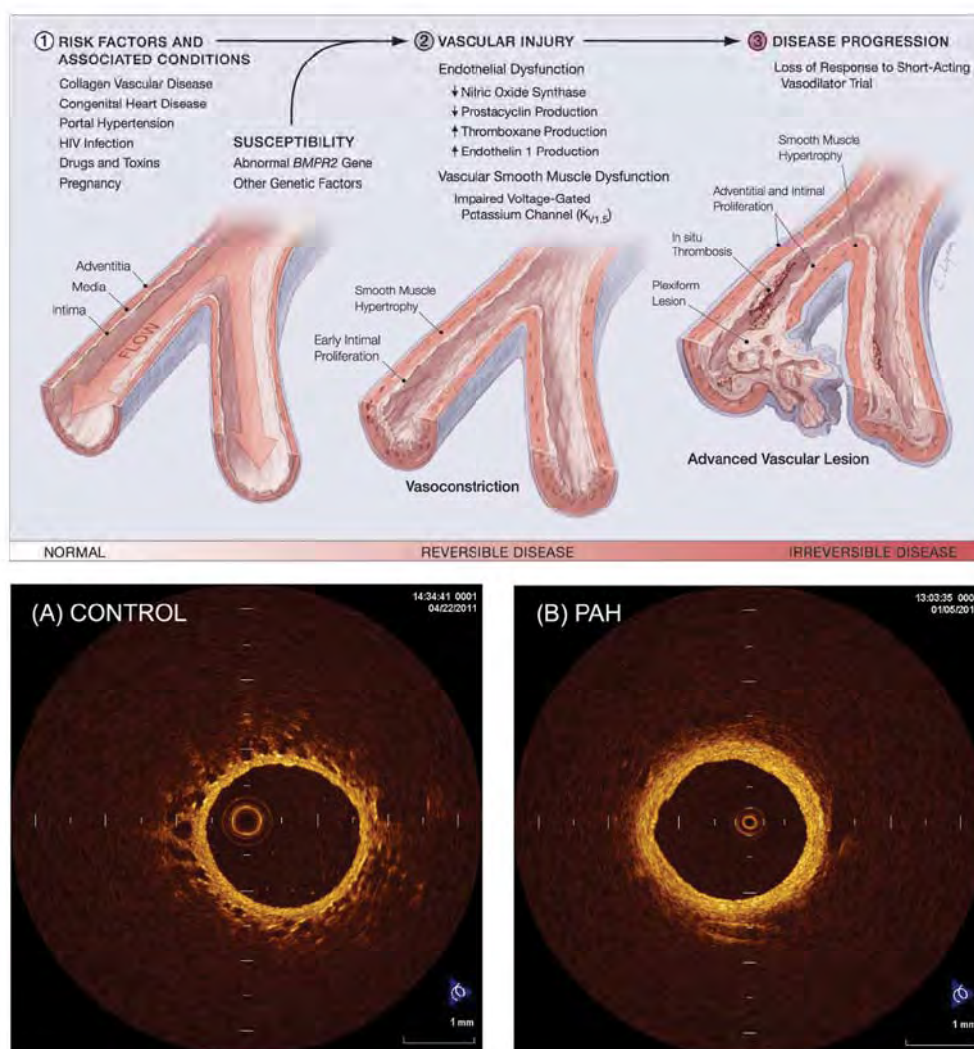 1 RISK FACTORS AND
ASSOCIATED CONDITIONS
Collagen Vascular Disease
Congenital Heart Disease
Portal Hypertension
HIV Infection
Drugs and Toxins
Pregnancy
SUSCEPTIBILITY
Abnormal BMPR2 Gene
Other Genetic Factors
2 VASCULAR INJURY
Endothelial Dysfunction
↓ Nitric Oxide Synthase
↓ Prostacyclin Production
↑ Thromboxane Production
↑ Endothelin 1 Production
Vascular Smooth Muscle Dysfunction
Impaired Voltage-Gated
Potassium Channel (KV1.5)
3 DISEASE PROGRESSION
Loss of Response to Short-Acting
Vasodilator Trial
Adventitia
Media
Intima
FLOW
Smooth Muscle
Hypertrophy
Early Intimal
Proliferation
Vasoconstriction
Smooth Muscle
Hypertrophy
Adventitial and Intimal
Proliferation
In situ
Thrombosis
Plexiform
Lesion
Advanced Vascular Lesion
NORMAL
REVERSIBLE DISEASE
IRREVERSIBLE DISEASE
(A) CONTROL
14:34:41 0001
04/22/2011
1 mm
(B) PAH
13:03:35 000
01/05/201
1 mm